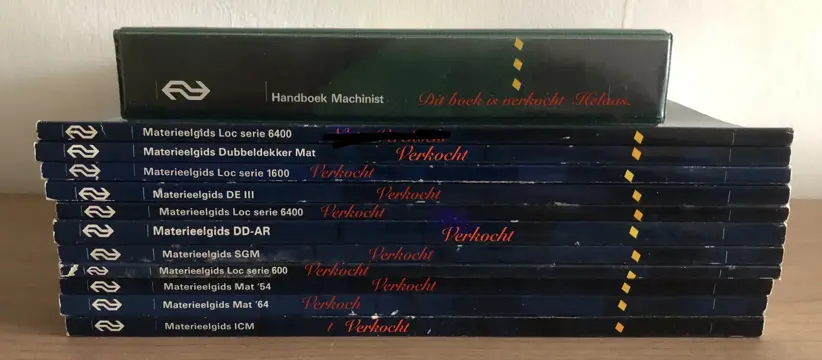 Handboek Machinist Dit boek is verkocht Helaas.
Materieelgids Loc serie 6400
Materieelgids Dubbeldekker Mat Verkocht
Materieelgids Loc serie 1600 Verkocht
Materieelgids DE III Verkocht
Materieelgids Loc serie 6400 Verkocht
Materieelgids DD-AR Verkocht
Materieelgids SGM Verkocht
Materieelgids Loc serie 600 Verkocht
Materieelgids Mat '54 Verkocht
Materieelgids Mat '64 Verkoch
Materieelgids ICM t Verkocht